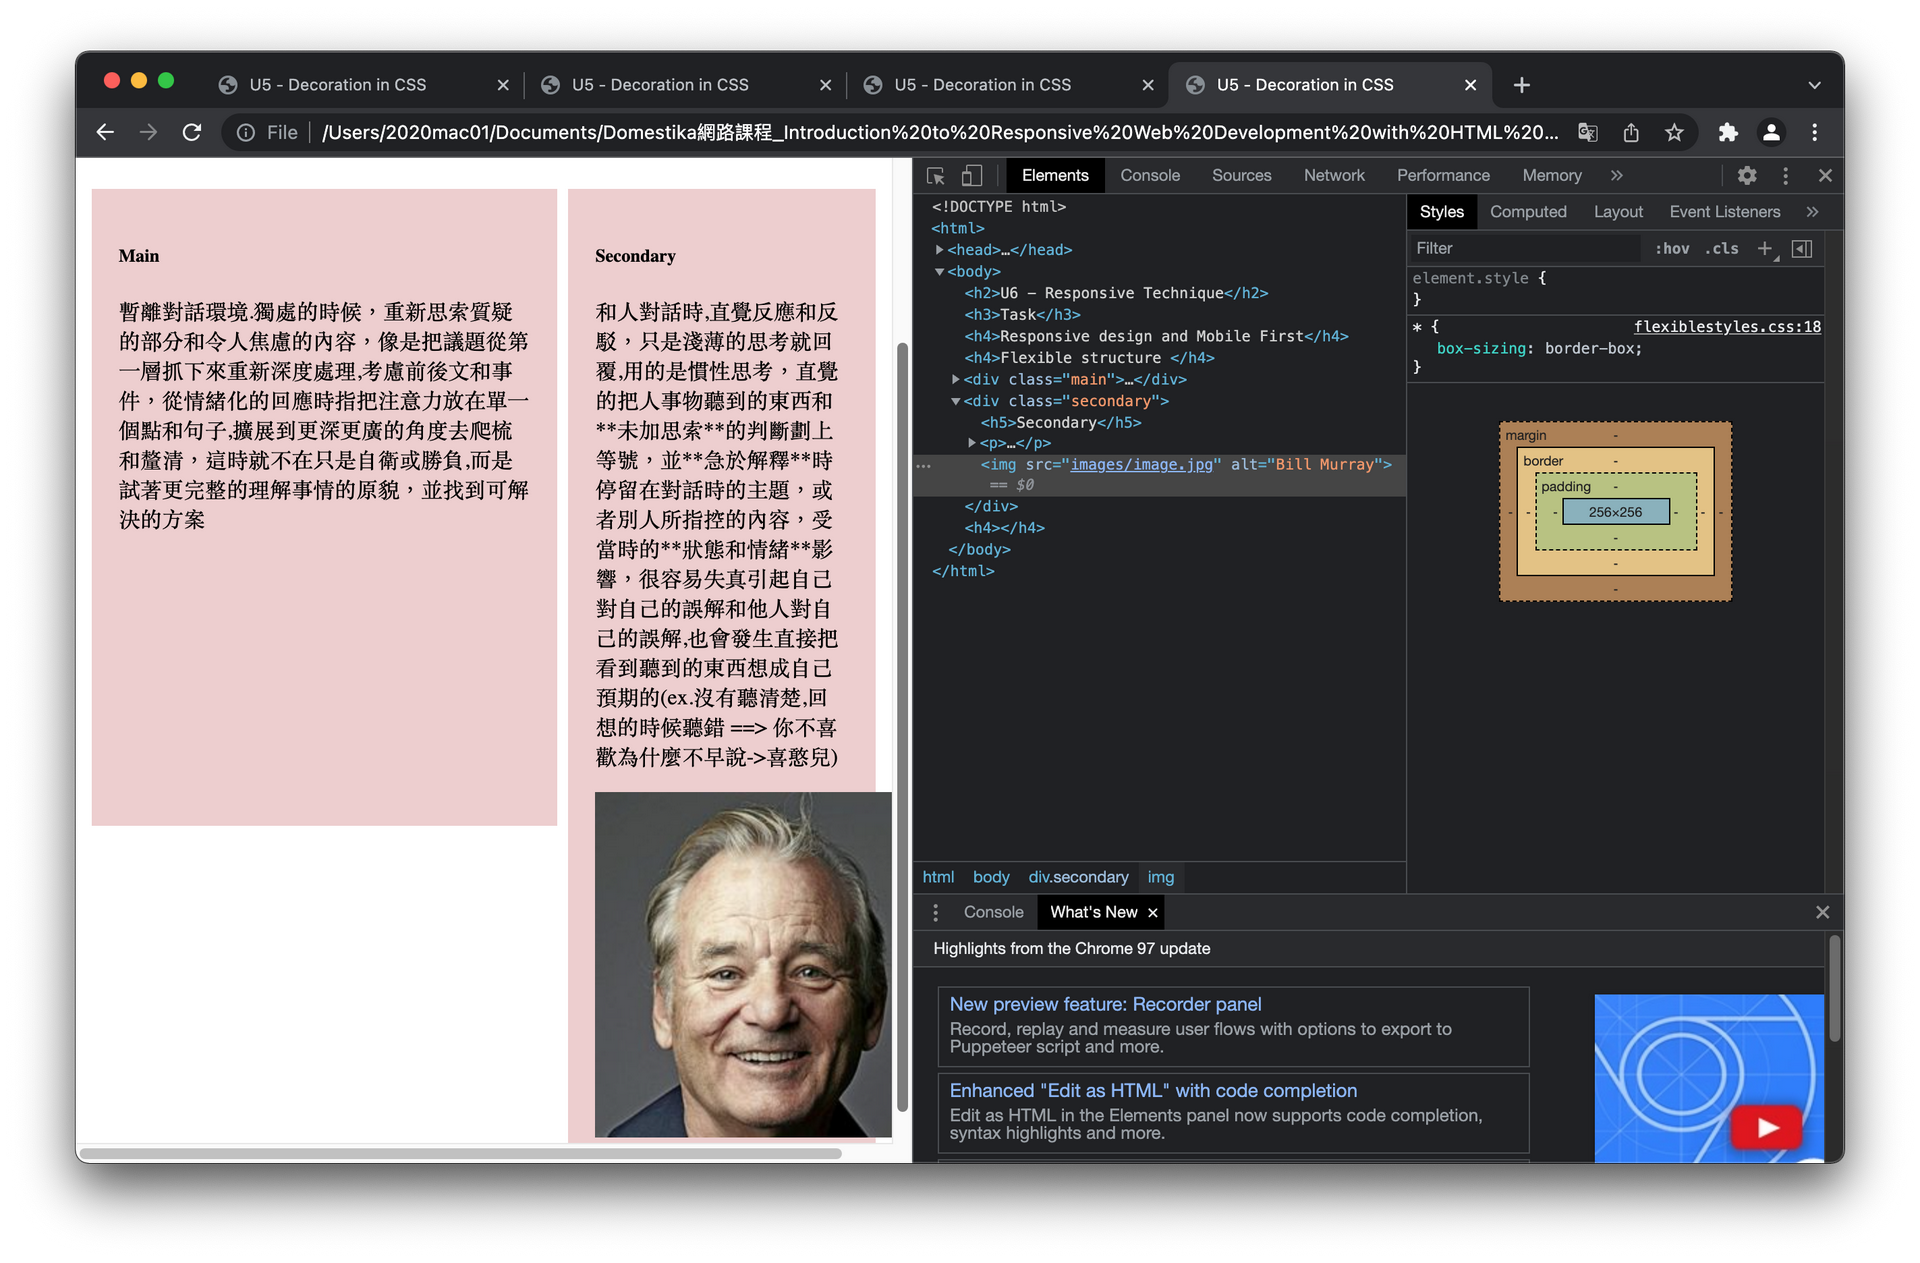 U5 - Decoration in CSS
U5 - Decoration in CSS
U5 - Decoration in CSS
U5 - Decoration in CSS
File
/Users/2020mac01/Documents/Domestika網路課程_Introduction%20to%20Responsive%20Web%20Development%20with%20HTML%20...
Main
暫離對話環境.獨處的時候，重新思索質疑
的部分和令人焦慮的內容，像是把議題從第
一層抓下來重新深度處理,考慮前後文和事
件，從情緒化的回應時指把注意力放在單一
個點和句子,擴展到更深更廣的角度去爬梳
和釐清，這時就不在只是自衛或勝負,而是
試著更完整的理解事情的原貌，並找到可解
決的方案
Secondary
和人對話時,直覺反應和反
駁，只是淺薄的思考就回
覆,用的是慣性思考，直覺
的把人事物聽到的東西和
**未加思索**的判斷劃上
等號，並**急於解釋**時
停留在對話時的主題，或
者別人所指控的內容，受
當時的**狀態和情緒**影
響，很容易失真引起自己
對自己的誤解和他人對自
己的誤解,也會發生直接把
看到聽到的東西想成自己
預期的(ex.沒有聽清楚,回
想的時候聽錯 ==> 你不喜
歡為什麼不早說->喜憨兒)
Elements
Console
Sources
Network
Performance
Memory
<!DOCTYPE html>
<html>
<head>…</head>
<body>
<h2>U6 - Responsive Technique</h2>
<h3>Task</h3>
<h4>Responsive design and Mobile First</h4>
<h4>Flexible structure </h4>
<div class="main">…</div>
<div class="secondary">
<h5>Secondary</h5>
<p>…</p>
<img src="images/image.jpg" alt="Bill Murray">
== $0
</div>
<h4></h4>
</body>
</html>
html
body
div.secondary
img
Styles
Computed
Layout
Event Listeners
Filter
:hov
.cls
element.style {
}
* {
flexiblestyles.css:18
box-sizing: border-box;
}
margin
-
border
-
padding
-
- - - 256×256 - - -
-
-
-
Console
What's New
Highlights from the Chrome 97 update
New preview feature: Recorder panel
Record, replay and measure user flows with options to export to
Puppeteer script and more.
Enhanced "Edit as HTML" with code completion
Edit as HTML in the Elements panel now supports code completion,
syntax highlights and more.